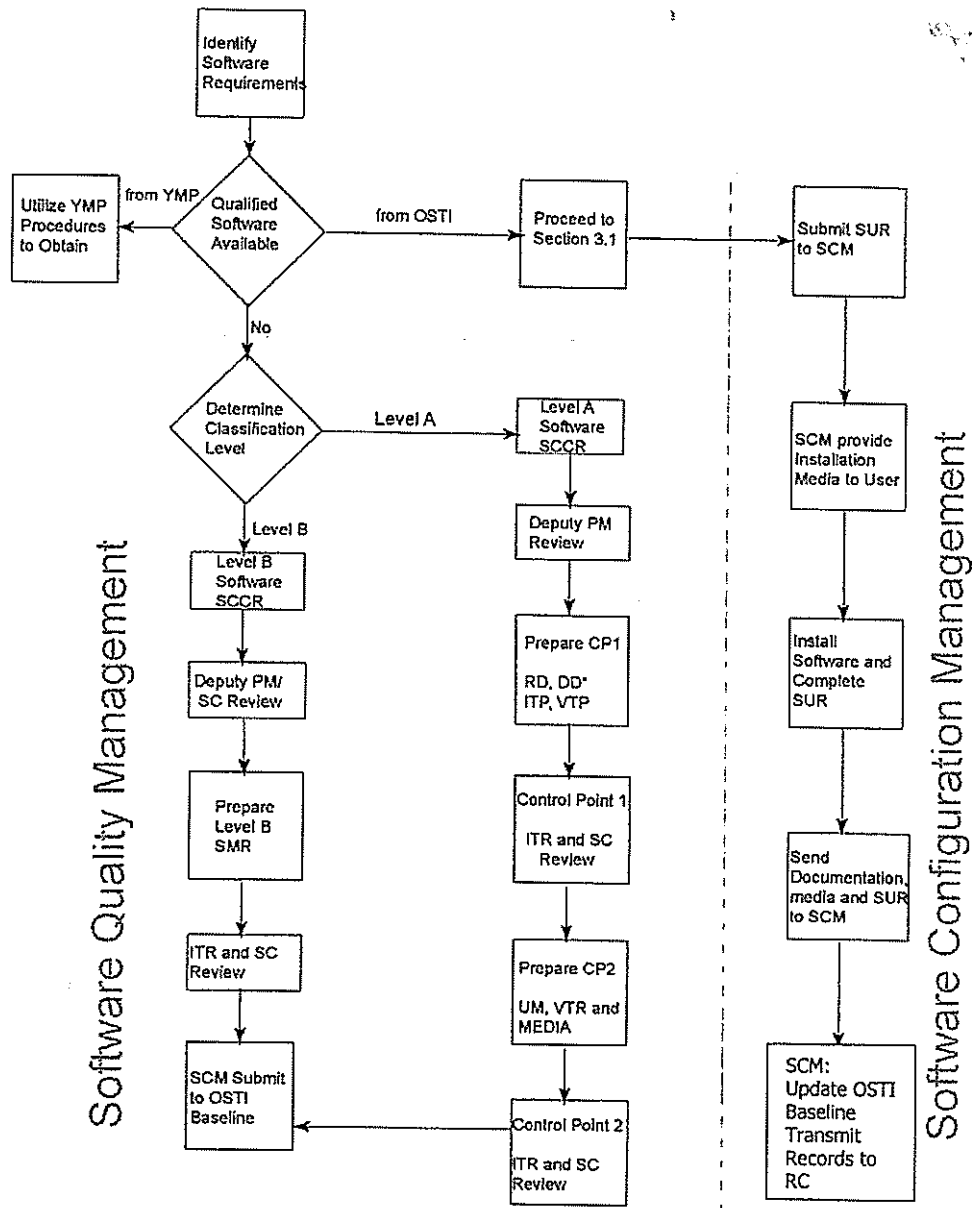 Identify
Software
Requirements
from YMP
Utilize YMP
Procedures
to Obtain
Qualified
Software
Available
from OSTI
Proceed to
Section 3.1
Submit SUR
to SCM
No
Determine
Classification
Level
Level A
Level A
Software
SCCR
Deputy PM
Review
Prepare CP1
RD, DD*
ITP, VTP
Control Point 1
ITR and SC
Review
Prepare CP2
UM, VTR and
MEDIA
Control Point 2
ITR and SC
Review
Level B
Level B
Software
SCCR
Deputy PM/
SC Review
Prepare
Level B
SMR
ITR and SC
Review
SCM Submit
to OSTI
Baseline
SCM provide
Installation
Media to User
Install
Software and
Complete
SUR
Send
Documentation,
media and SUR
to SCM
SCM:
Update OSTI
Baseline
Transmit
Records to
RC
Software Quality Management
Software Configuration Management